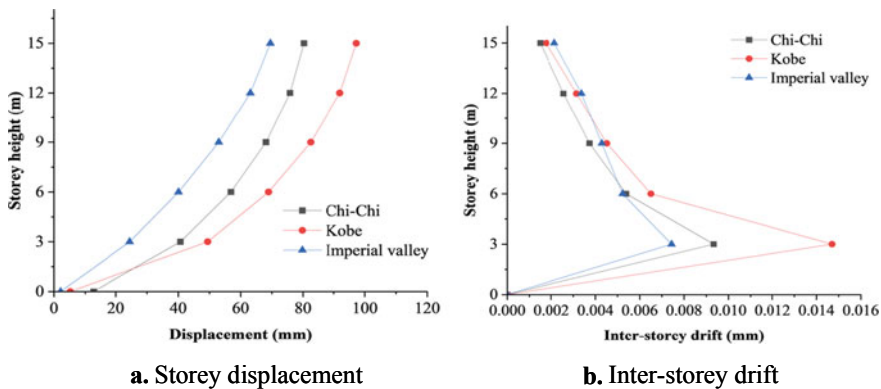 15
12
9
6
3
0
Storey height (m)
Chi-Chi
Kobe
Imperial valley
0 20 40 60 80 100 120
Displacement (mm)
a. Storey displacement
15
12
9
6
3
0
Storey height (m)
Chi-Chi
Kobe
Imperial valley
0.000 0.002 0.004 0.006 0.008 0.010 0.012 0.014 0.016
Inter-storey drift (mm)
b. Inter-storey drift